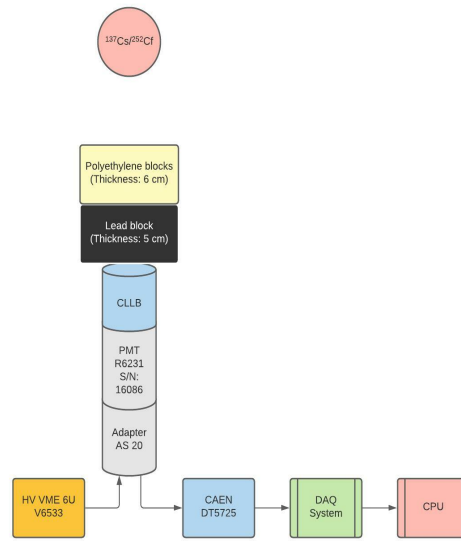 ¹³⁷Cs/²⁵²Cf
Polyethylene blocks
(Thickness: 6 cm)
Lead block
(Thickness: 5 cm)
CLLB
PMT
R6231
S/N:
16086
Adapter
AS 20
HV VME 6U
V6533
CAEN
DT5725
DAQ
System
CPU